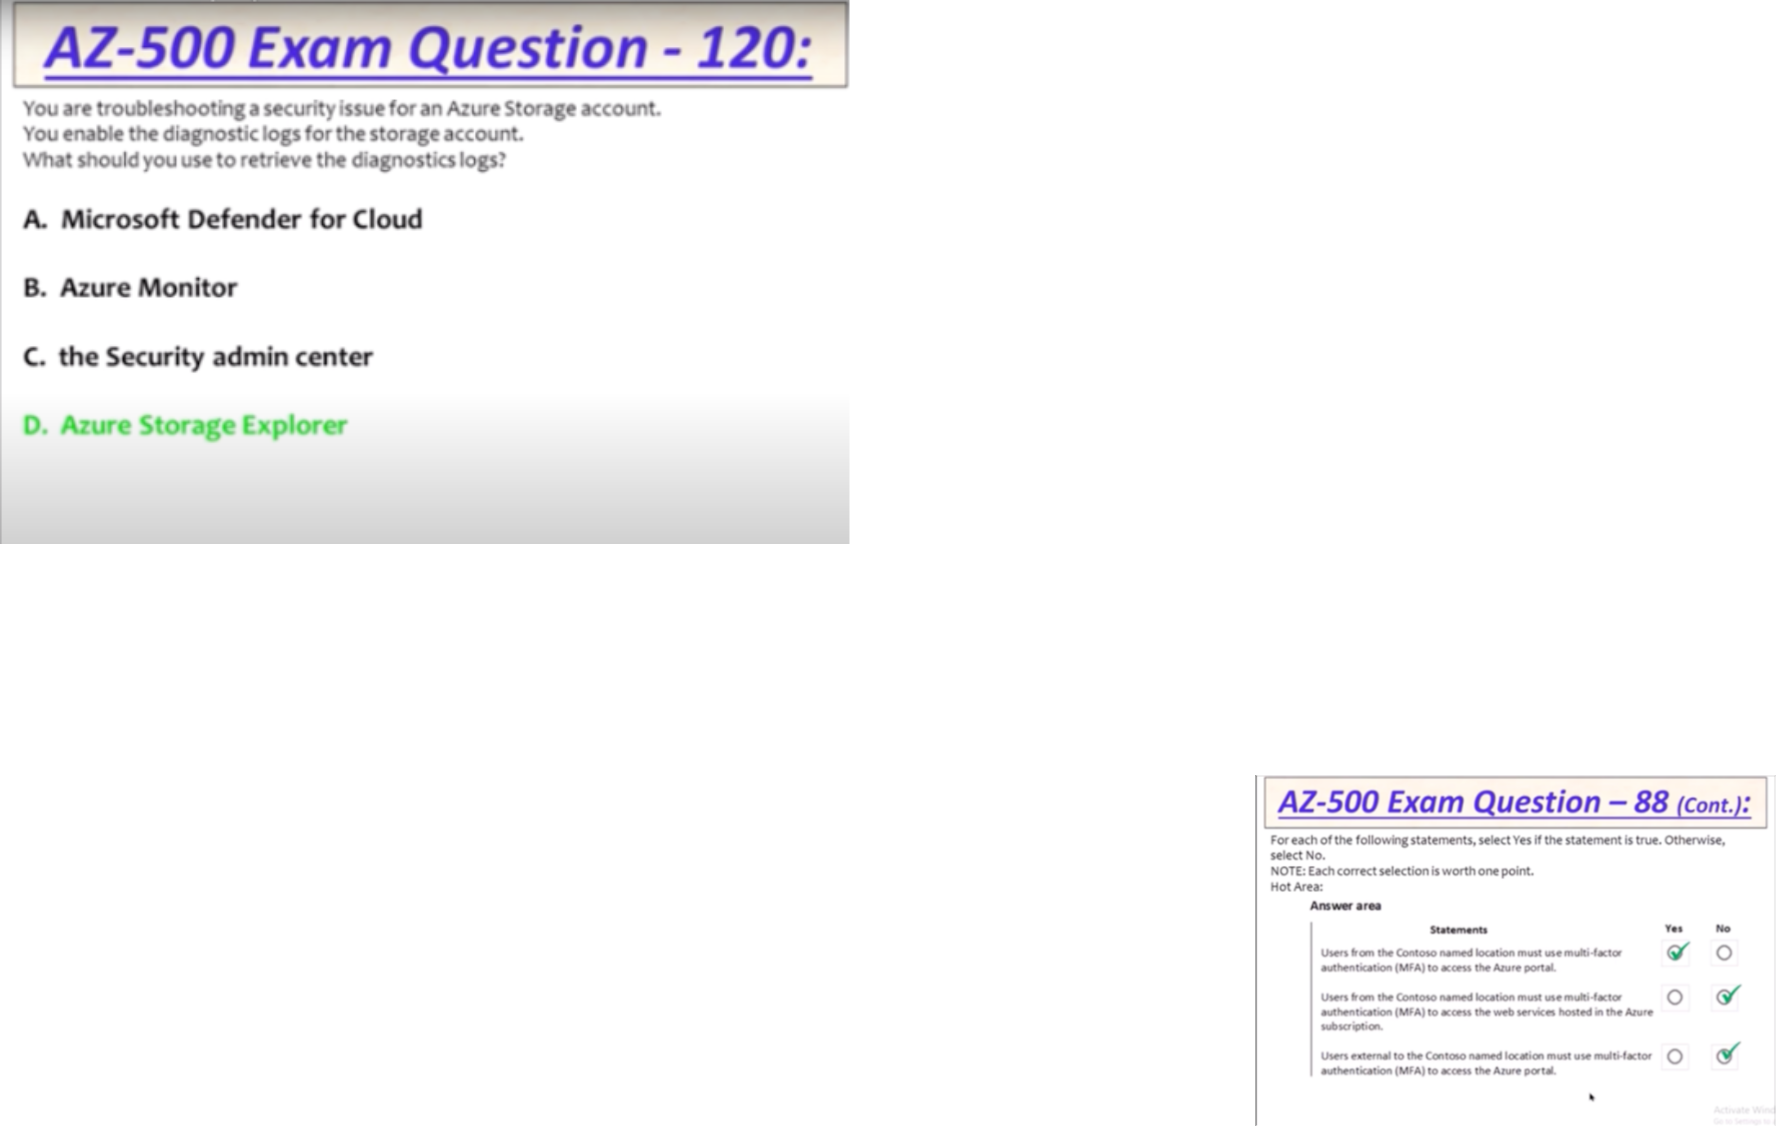 AZ-500 Exam Question - 120:
You are troubleshooting a security issue for an Azure Storage account.
You enable the diagnostic logs for the storage account.
What should you use to retrieve the diagnostics logs?
A. Microsoft Defender for Cloud
B. Azure Monitor
C. the Security admin center
D. Azure Storage Explorer
AZ-500 Exam Question – 88 (Cont.):
For each of the following statements, select Yes if the statement is true. Otherwise,
select No.
NOTE: Each correct selection is worth one point.
Hot Area:
Answer area
Statements Yes No
Users from the Contoso named location must use multi-factor
authentication (MFA) to access the Azure portal.
Users from the Contoso named location must use multi-factor
authentication (MFA) to access the web services hosted in the Azure
subscription.
Users external to the Contoso named location must use multi-factor
authentication (MFA) to access the Azure portal.
Activate Wind
Go to Settings to